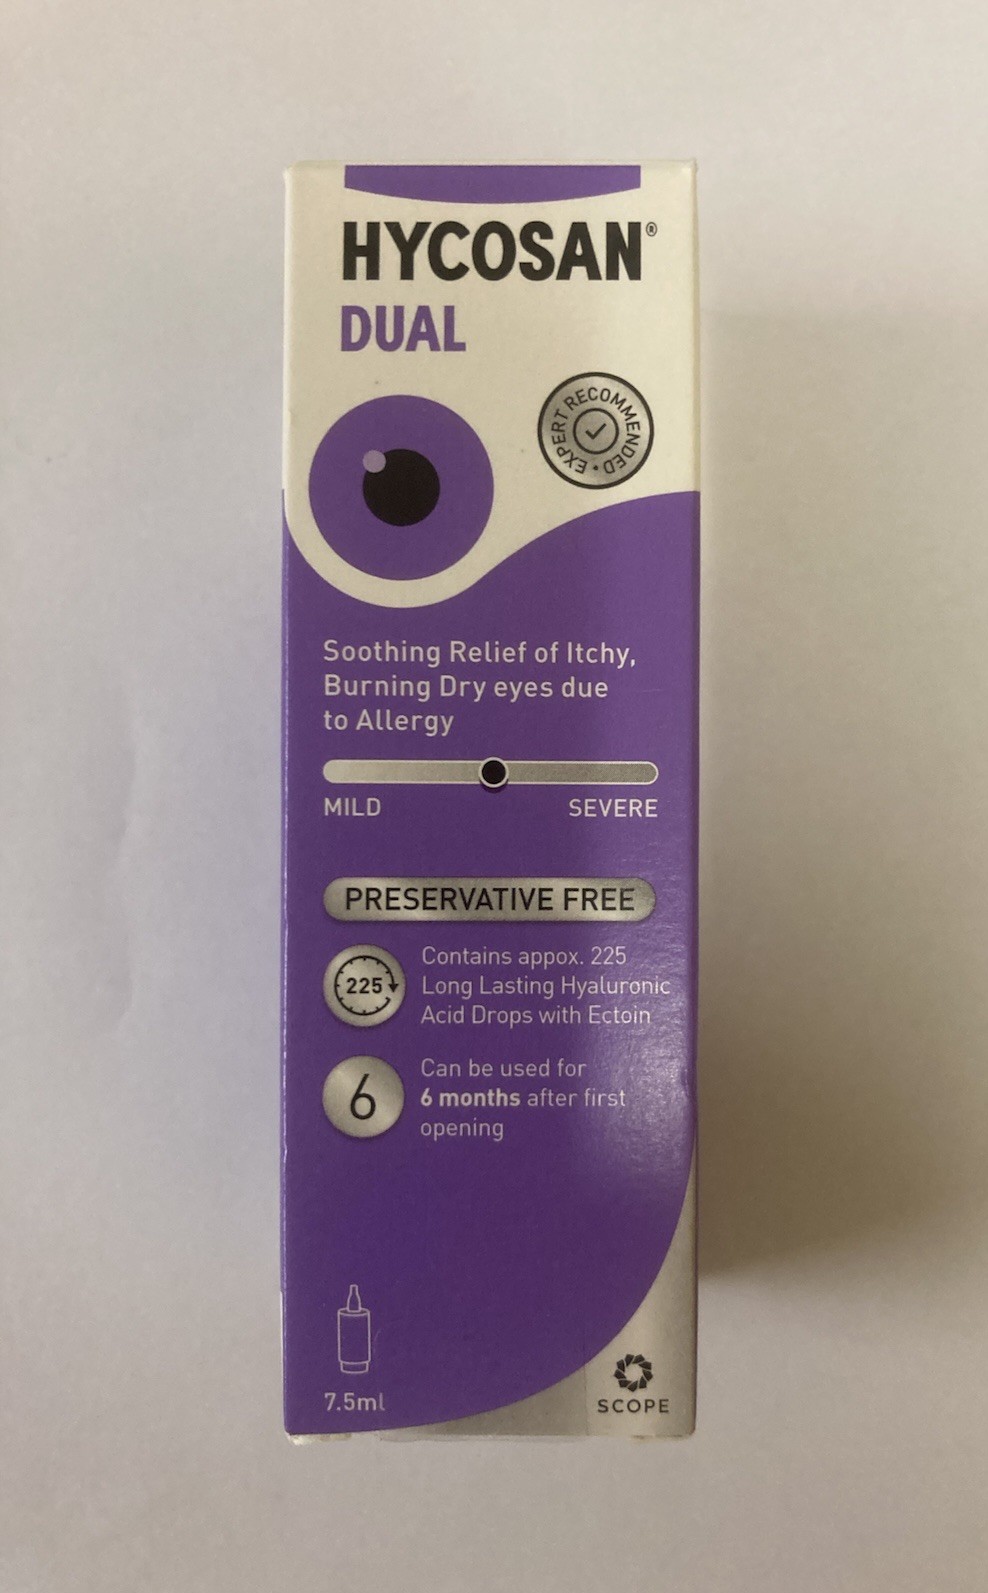 HYCOSAN®
DUAL
EXPERT RECOMMENDED •
Soothing Relief of Itchy,
Burning Dry eyes due
to Allergy
MILD SEVERE
PRESERVATIVE FREE
225
Contains appox. 225
Long Lasting Hyaluronic
Acid Drops with Ectoin
6
Can be used for
6 months after first
opening
7.5ml
SCOPE